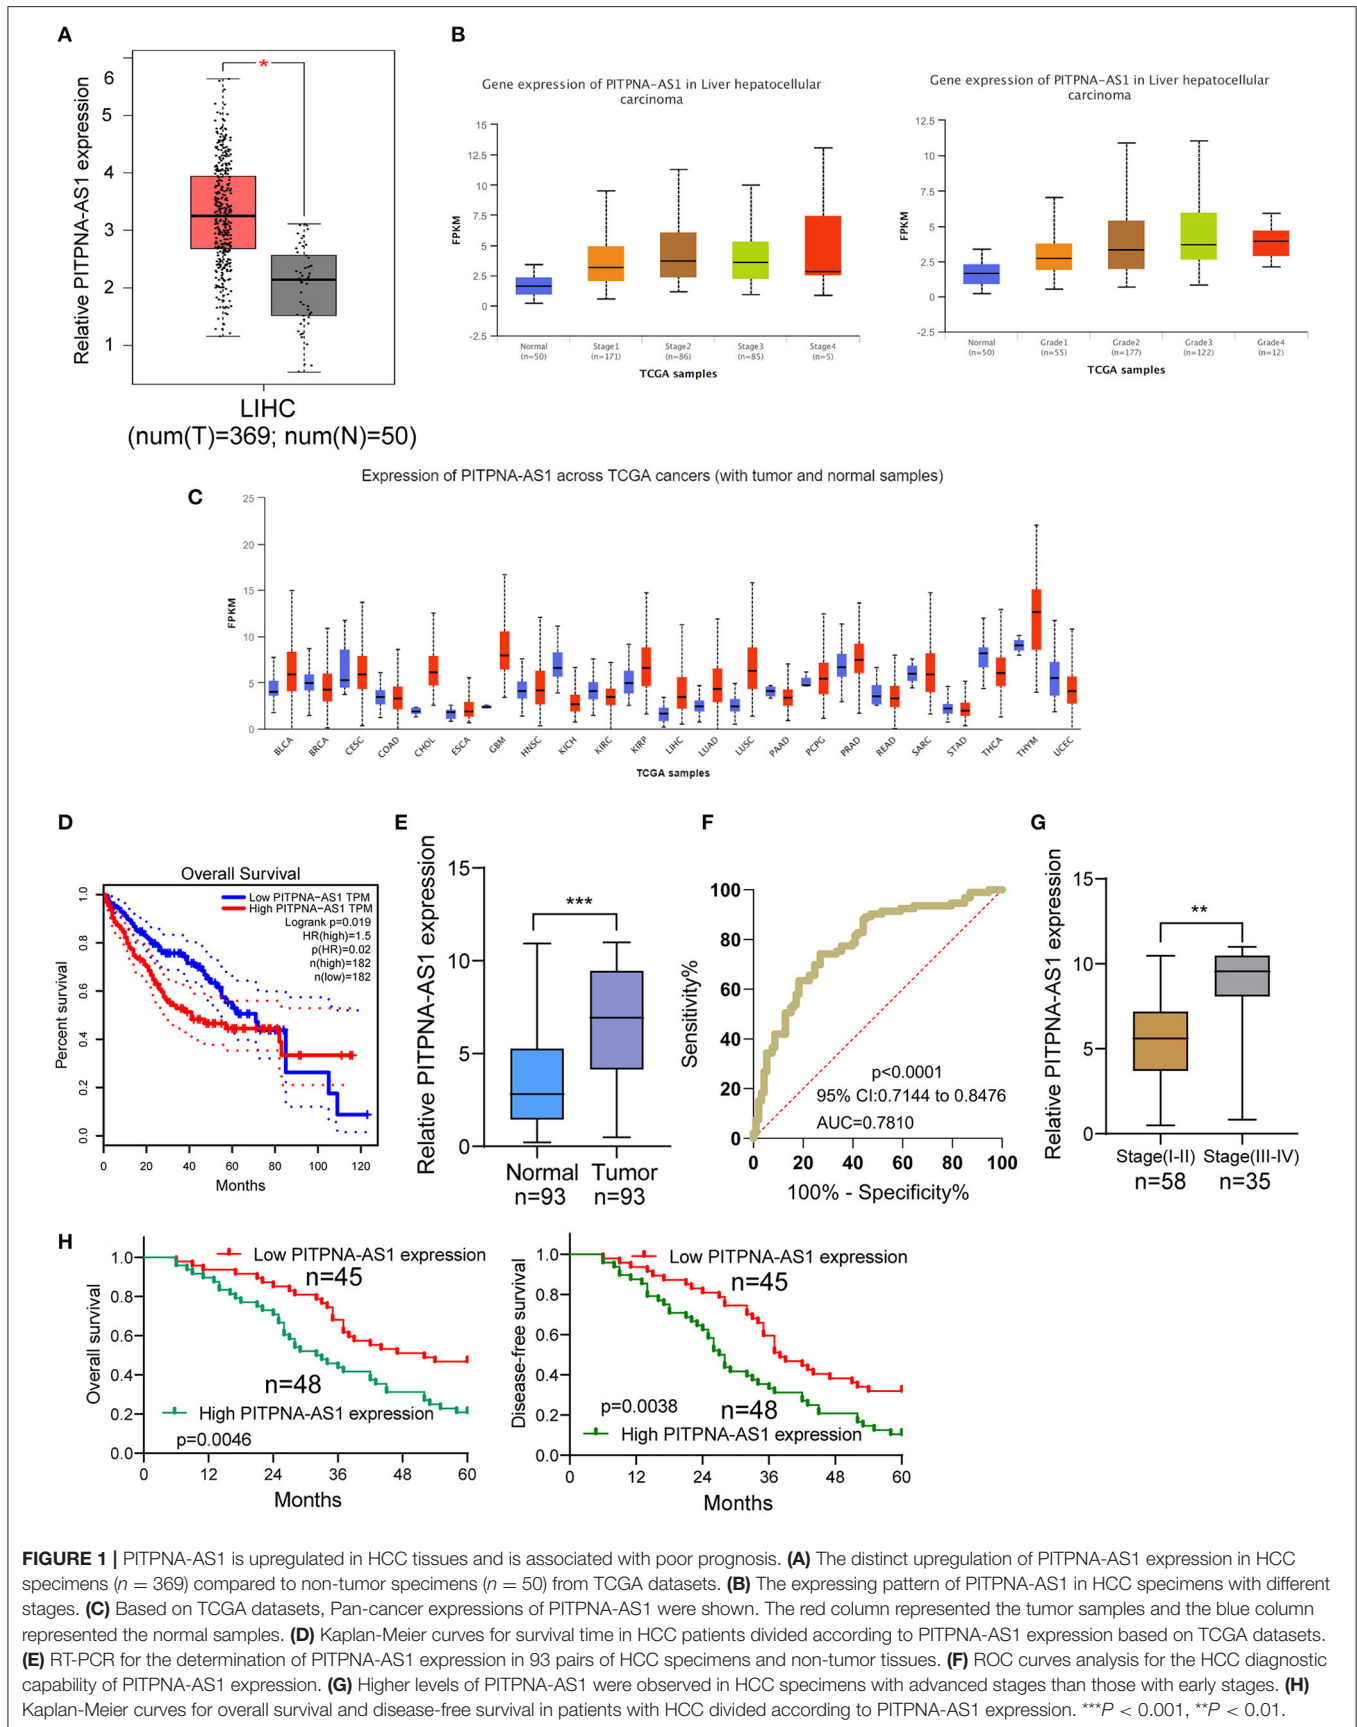 A
Relative PITPNA-AS1 expression
6
5
4
3
2
1
*
LIHC
(num(T)=369; num(N)=50)
B
Gene expression of PITPNA-AS1 in Liver hepatocellular
carcinoma
FPKM
15
12.5
10
7.5
5
2.5
0
-2.5
Normal
(n=50)
Stage1
(n=171)
Stage2
(n=86)
Stage3
(n=85)
Stage4
(n=5)
TCGA samples
Gene expression of PITPNA-AS1 in Liver hepatocellular
carcinoma
FPKM
12.5
10
7.5
5
2.5
0
-2.5
Normal
(n=50)
Grade1
(n=55)
Grade2
(n=177)
Grade3
(n=122)
Grade4
(n=12)
TCGA samples
C
Expression of PITPNA-AS1 across TCGA cancers (with tumor and normal samples)
FPKM
25
20
15
10
5
0
BLCA
BRCA
CESC
COAD
CHOL
ESCA
GBM
HNSC
KICH
KIRC
KIRP
LIHC
LUAD
LUSC
PAAD
PCPG
PRAD
READ
SARC
STAD
THCA
THYM
UCEC
TCGA samples
D
Overall Survival
Low PITPNA-AS1 TPM
High PITPNA-AS1 TPM
Logrank p=0.019
HR(high)=1.5
p(HR)=0.02
n(high)=182
n(low)=182
Percent survival
1.0
0.8
0.6
0.4
0.2
0.0
0 20 40 60 80 100 120
Months
E
Relative PITPNA-AS1 expression
15
10
5
0
***
Normal Tumor
n=93 n=93
F
Sensitivity%
100
80
60
40
20
0
p<0.0001
95% CI:0.7144 to 0.8476
AUC=0.7810
0 20 40 60 80 100
100% - Specificity%
G
Relative PITPNA-AS1 expression
15
10
5
0
**
Stage(I-II) Stage(III-IV)
n=58 n=35
H
Overall survival
1.0
0.8
0.6
0.4
0.2
0.0
Low PITPNA-AS1 expression
n=45
n=48
High PITPNA-AS1 expression
p=0.0046
0 12 24 36 48 60
Months
Disease-free survival
1.0
0.8
0.6
0.4
0.2
0.0
Low PITPNA-AS1 expression
n=45
p=0.0038
n=48
High PITPNA-AS1 expression
0 12 24 36 48 60
Months
FIGURE 1 | PITPNA-AS1 is upregulated in HCC tissues and is associated with poor prognosis. (A) The distinct upregulation of PITPNA-AS1 expression in HCC
specimens (n = 369) compared to non-tumor specimens (n = 50) from TCGA datasets. (B) The expressing pattern of PITPNA-AS1 in HCC specimens with different
stages. (C) Based on TCGA datasets, Pan-cancer expressions of PITPNA-AS1 were shown. The red column represented the tumor samples and the blue column
represented the normal samples. (D) Kaplan-Meier curves for survival time in HCC patients divided according to PITPNA-AS1 expression based on TCGA datasets.
(E) RT-PCR for the determination of PITPNA-AS1 expression in 93 pairs of HCC specimens and non-tumor tissues. (F) ROC curves analysis for the HCC diagnostic
capability of PITPNA-AS1 expression. (G) Higher levels of PITPNA-AS1 were observed in HCC specimens with advanced stages than those with early stages. (H)
Kaplan-Meier curves for overall survival and disease-free survival in patients with HCC divided according to PITPNA-AS1 expression. ***P < 0.001, **P < 0.01.